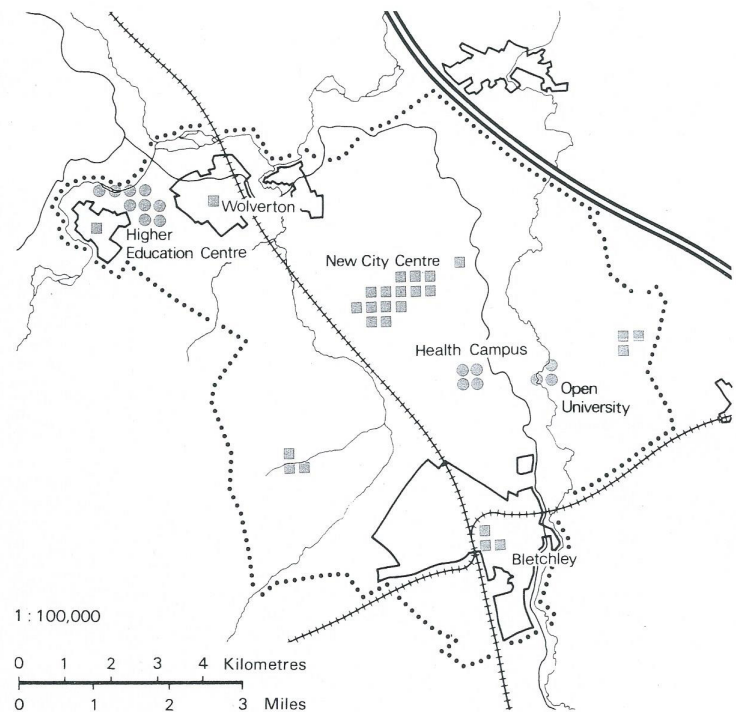 Wolverton
Higher
Education Centre
New City Centre
Health Campus
Open
University
Bletchley
1 : 100,000
0 1 2 3 4 Kilometres
0 1 2 3 Miles